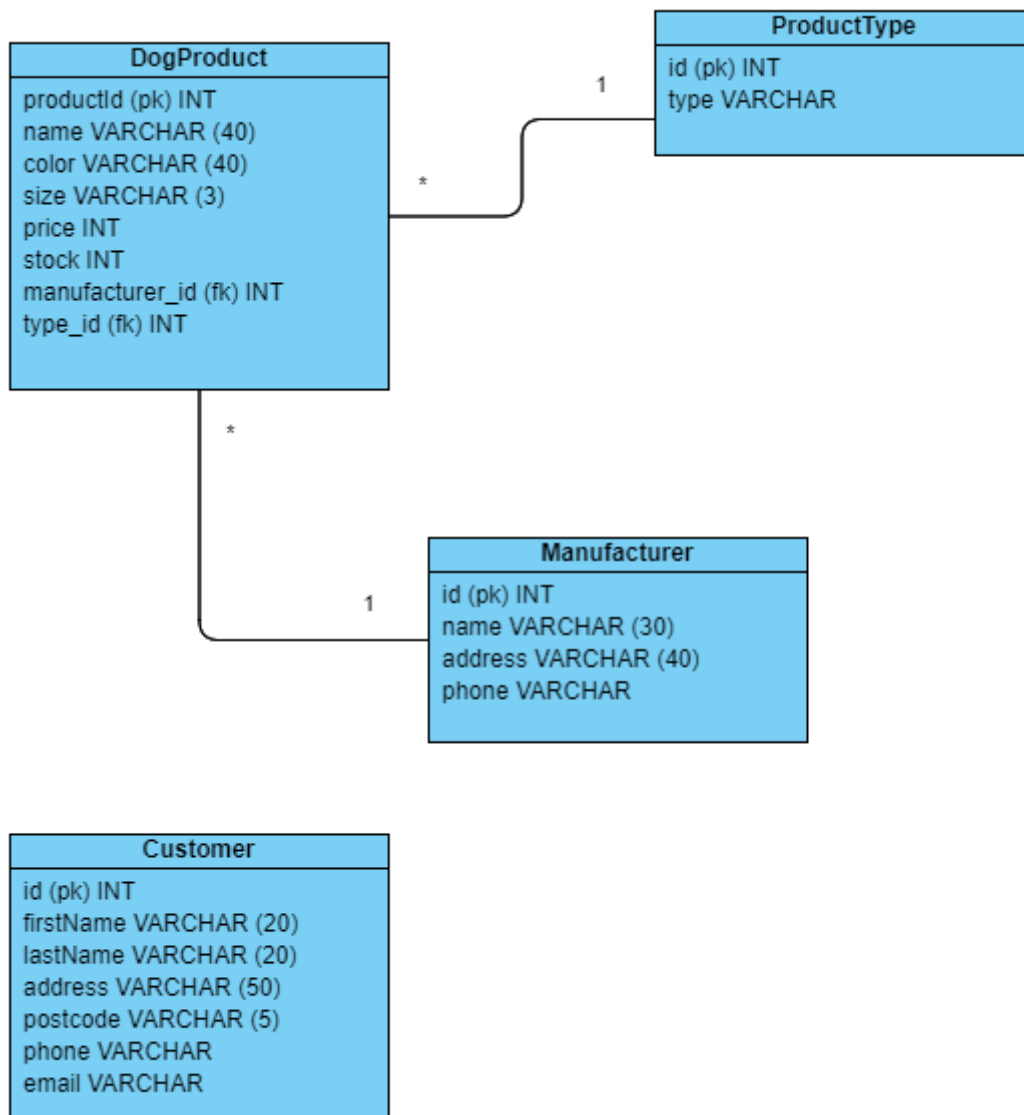 DogProduct
productId (pk) INT
name VARCHAR (40)
color VARCHAR (40)
size VARCHAR (3)
price INT
stock INT
manufacturer_id (fk) INT
type_id (fk) INT
ProductType
id (pk) INT
type VARCHAR
1
*
*
1
Manufacturer
id (pk) INT
name VARCHAR (30)
address VARCHAR (40)
phone VARCHAR
Customer
id (pk) INT
firstName VARCHAR (20)
lastName VARCHAR (20)
address VARCHAR (50)
postcode VARCHAR (5)
phone VARCHAR
email VARCHAR